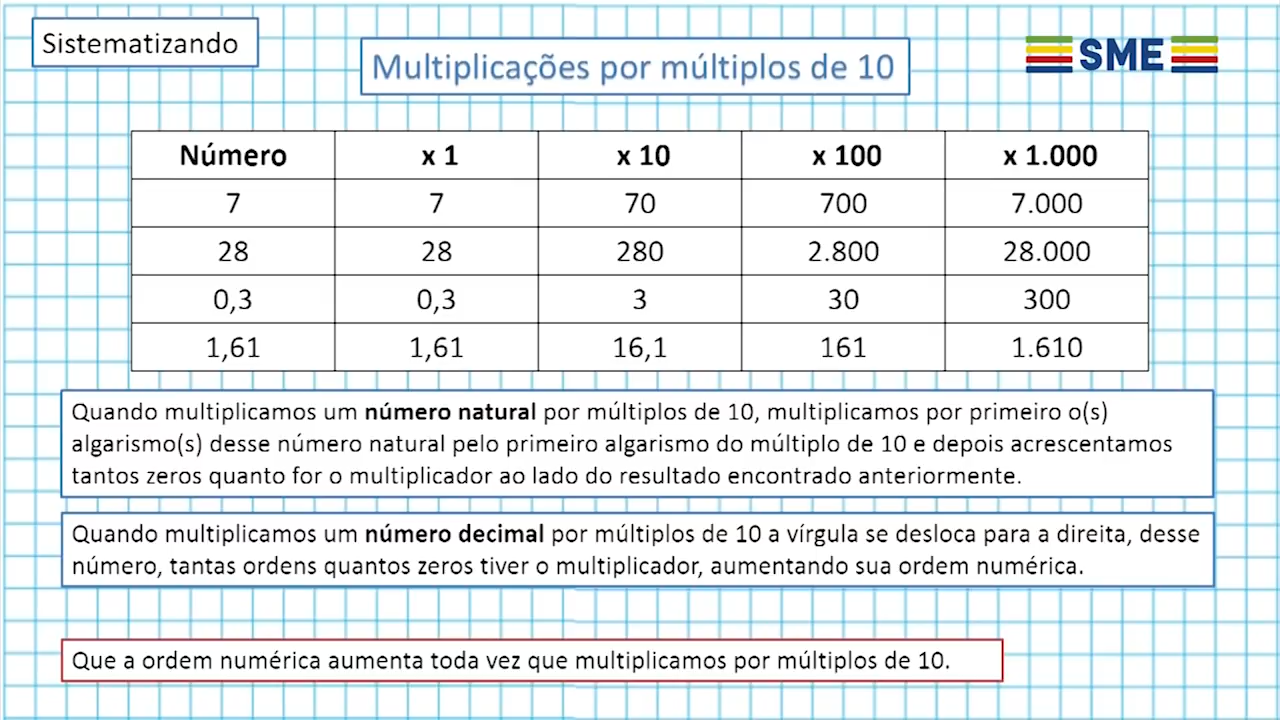 Sistematizando
Multiplicações por múltiplos de 10
SME
Número x 1 x 10 x 100 x 1.000
7 7 70 700 7.000
28 28 280 2.800 28.000
0,3 0,3 3 30 300
1,61 1,61 16,1 161 1.610
Quando multiplicamos um número natural por múltiplos de 10, multiplicamos por primeiro o(s)
algarismo(s) desse número natural pelo primeiro algarismo do múltiplo de 10 e depois acrescentamos
tantos zeros quanto for o multiplicador ao lado do resultado encontrado anteriormente.
Quando multiplicamos um número decimal por múltiplos de 10 a vírgula se desloca para a direita, desse
número, tantas ordens quantos zeros tiver o multiplicador, aumentando sua ordem numérica.
Que a ordem numérica aumenta toda vez que multiplicamos por múltiplos de 10.